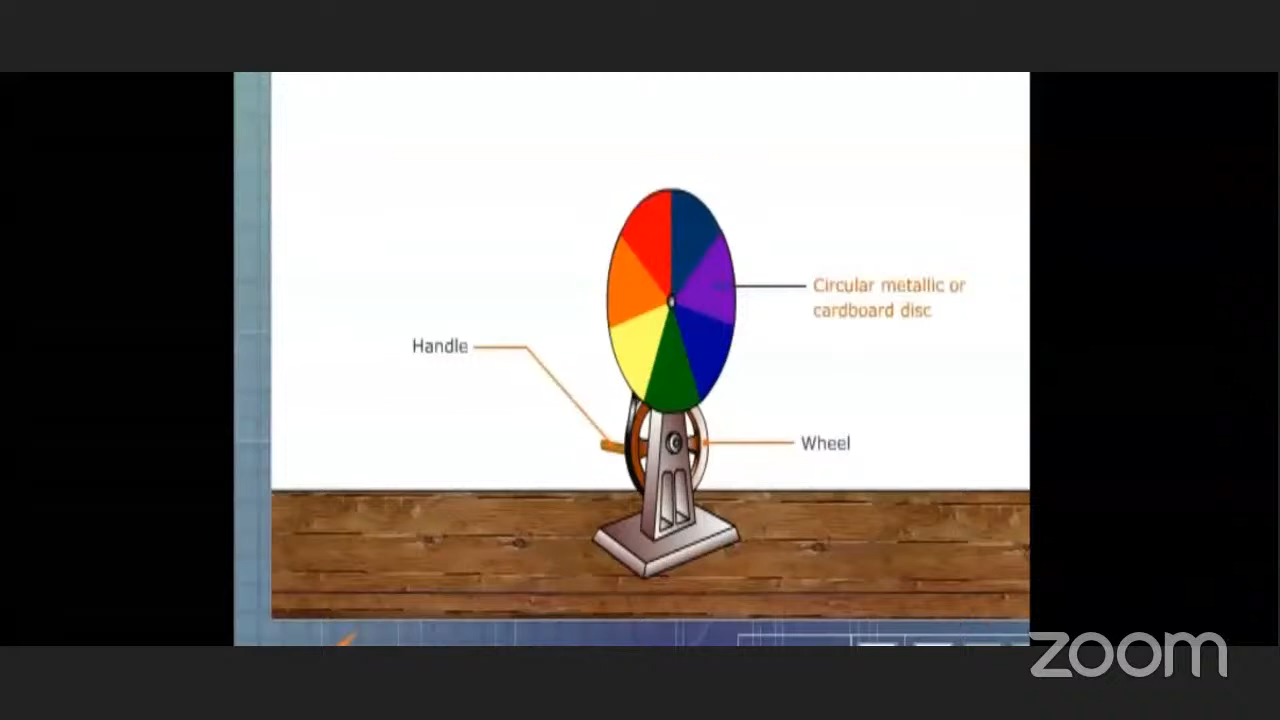 Circular metallic or
cardboard disc
Handle
Wheel
zoom